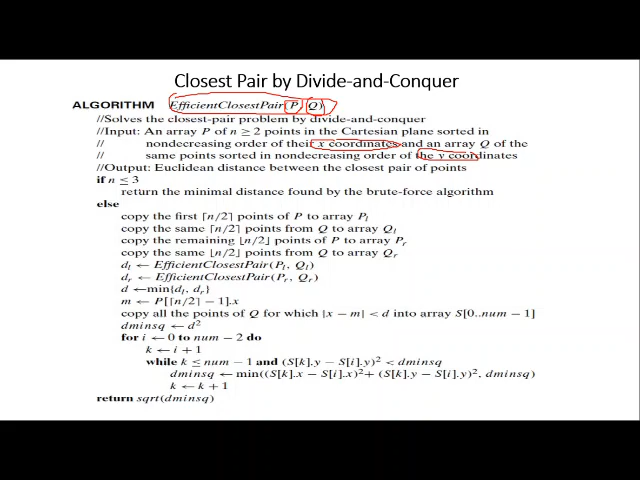 Closest Pair by Divide-and-Conquer
ALGORITHM EfficientClosestPair(P, Q)
//Solves the closest-pair problem by divide-and-conquer
//Input: An array P of n ≥ 2 points in the Cartesian plane sorted in
// nondecreasing order of their x coordinates and an array Q of the
// same points sorted in nondecreasing order of the y coordinates
//Output: Euclidean distance between the closest pair of points
if n ≤ 3
return the minimal distance found by the brute-force algorithm
else
copy the first ⌈n/2⌉ points of P to array Pl
copy the same ⌈n/2⌉ points from Q to array Ql
copy the remaining ⌊n/2⌋ points of P to array Pr
copy the same ⌊n/2⌋ points from Q to array Qr
dl ← EfficientClosestPair(Pl, Ql)
dr ← EfficientClosestPair(Pr, Qr)
d ←min{dl, dr}
m ← P[⌈n/2⌉ − 1].x
copy all the points of Q for which |x − m| < d into array S[0..num − 1]
dminsq ← d²
for i ← 0 to num − 2 do
k ← i + 1
while k ≤ num − 1 and (S[k].y − S[i].y)² < dminsq
dminsq ← min((S[k].x − S[i].x)²+ (S[k].y − S[i].y)², dminsq)
k ← k + 1
return sqrt(dminsq)